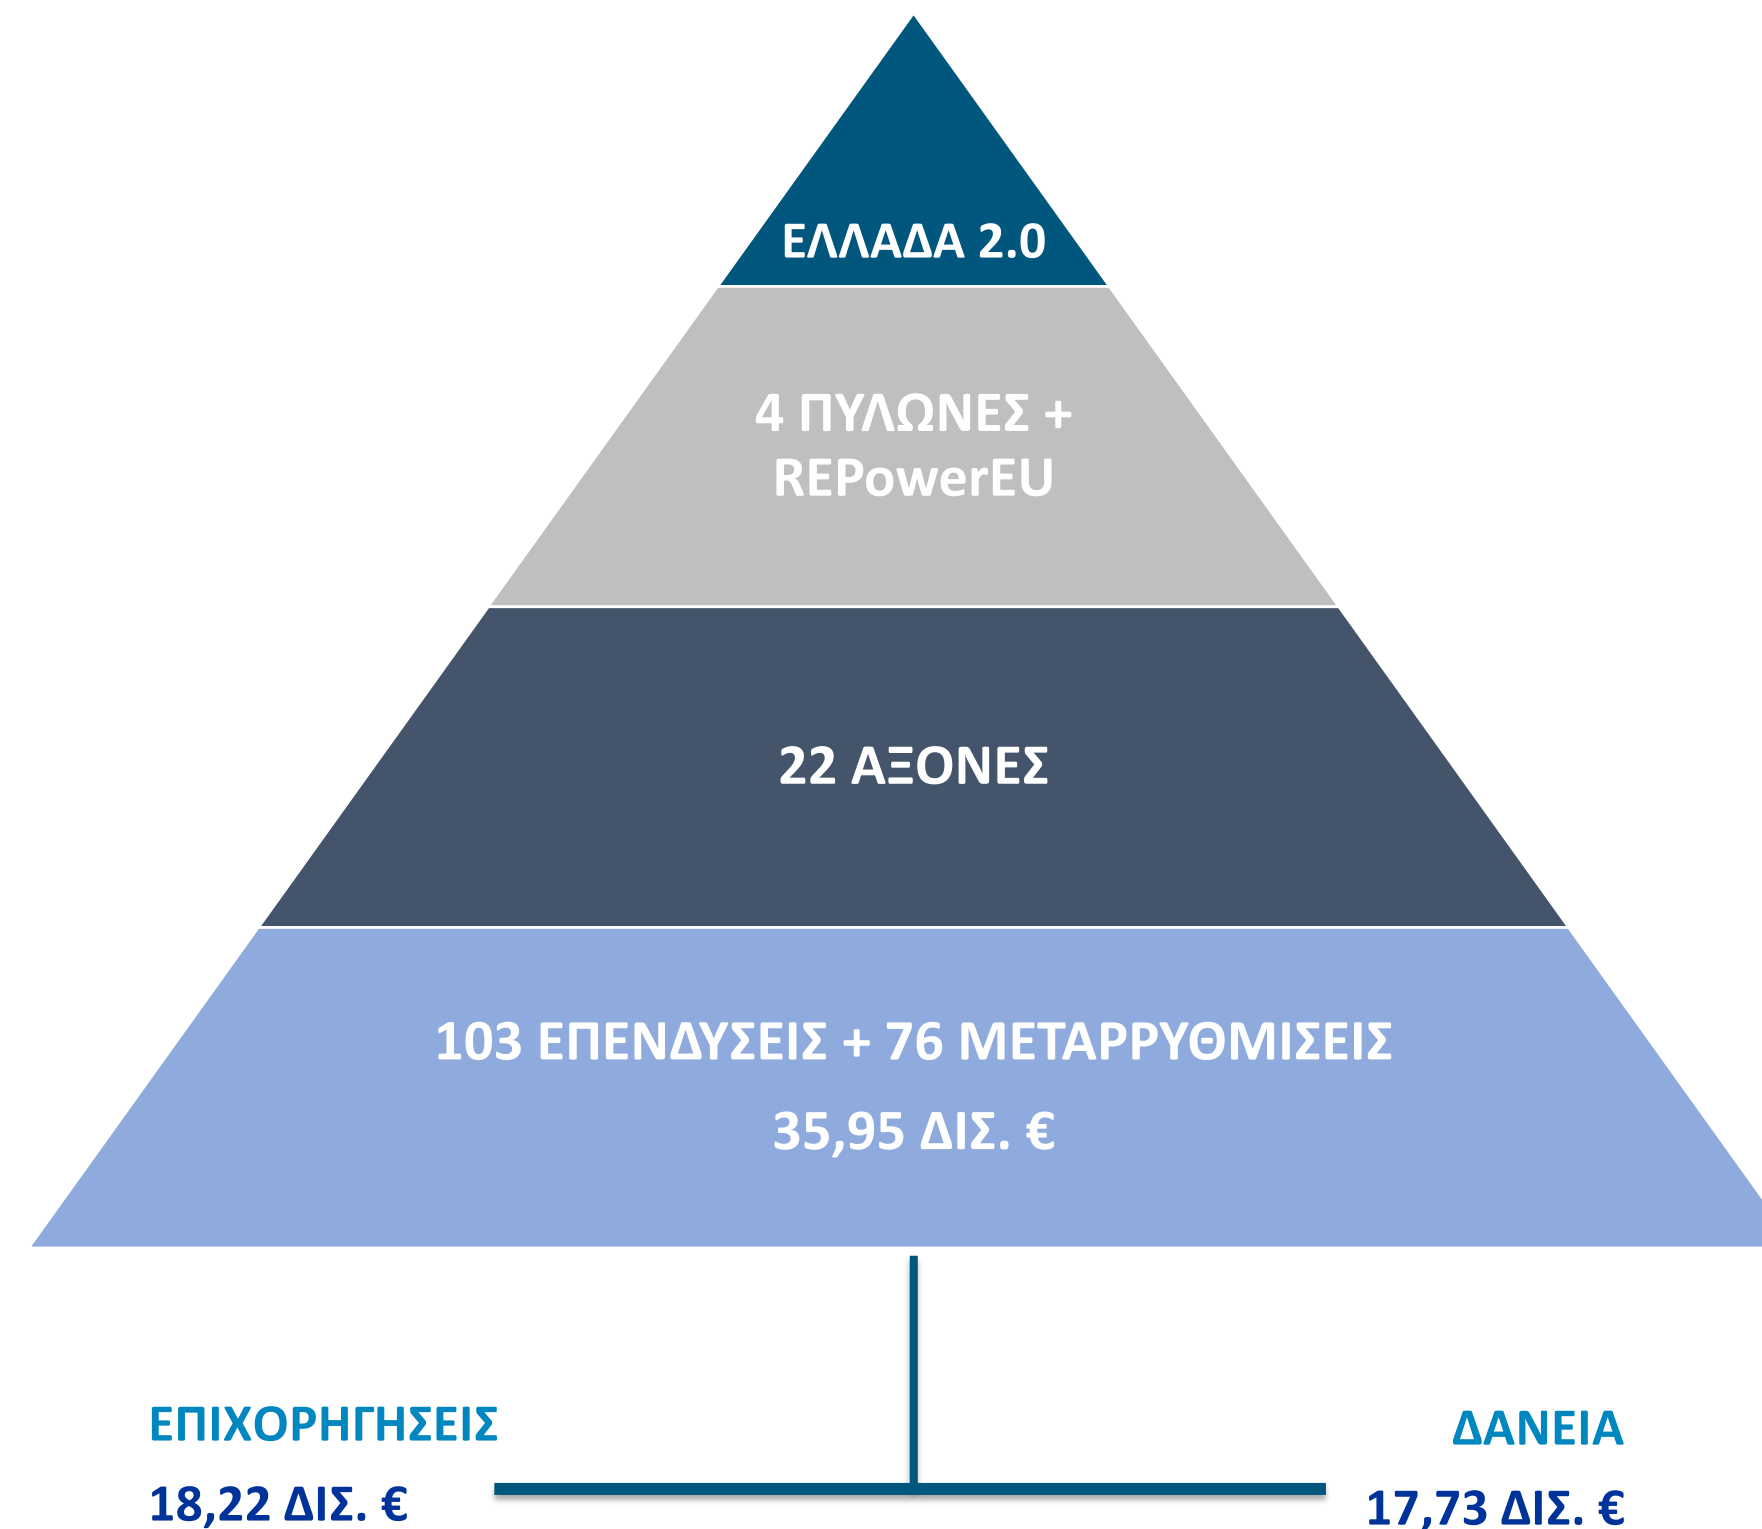 ΕΛΛΑΔΑ 2.0
4 ΠΥΛΩΝΕΣ +
REPowerEU
22 ΑΞΟΝΕΣ
103 ΕΠΕΝΔΥΣΕΙΣ + 76 ΜΕΤΑΡΡΥΘΜΙΣΕΙΣ
35,95 ΔΙΣ. €
ΕΠΙΧΟΡΗΓΗΣΕΙΣ
18,22 ΔΙΣ. €
ΔΑΝΕΙΑ
17,73 ΔΙΣ. €